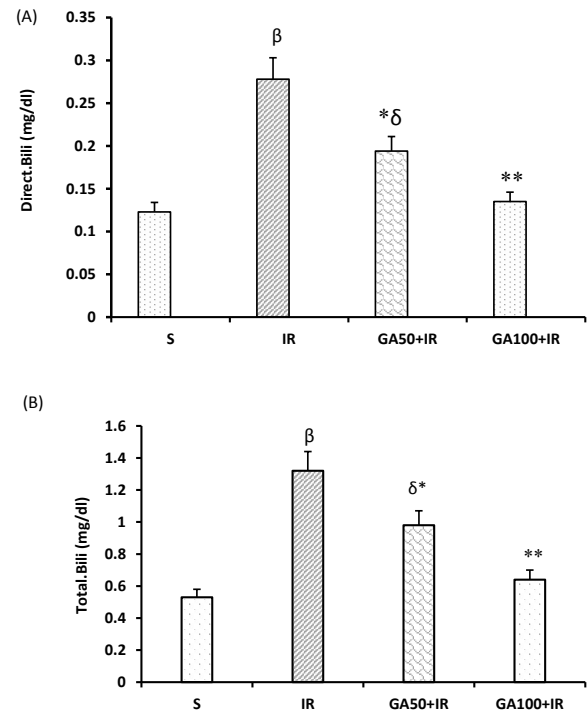 (A)
Direct.Bili (mg/dl)
0.35
0.3
0.25
0.2
0.15
0.1
0.05
0
β
*δ
**
S IR GA50+IR GA100+IR
(B)
Total.Bili (mg/dl)
1.6
1.4
1.2
1
0.8
0.6
0.4
0.2
0
β
δ*
**
S IR GA50+IR GA100+IR